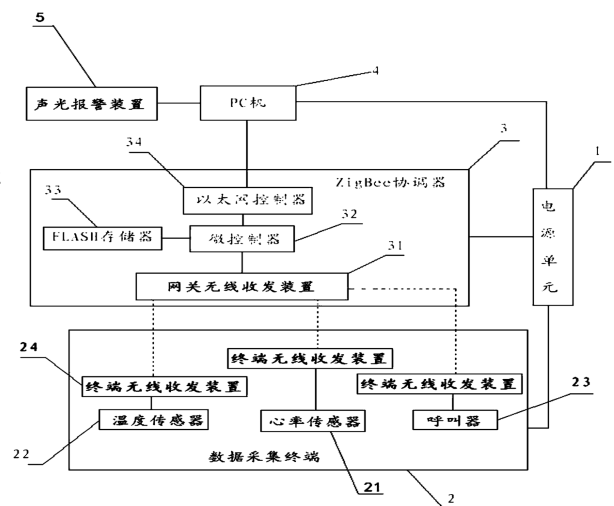 5
4
声光报警装置
PC机
34
3
1
ZigBee协调器
33
以太网控制器
32
FLASH存储器
微控制器
31
电源单元
网关无线收发装置
24
终端无线收发装置
终端无线收发装置
终端无线收发装置
23
22
温度传感器
心率传感器
呼叫器
数据采集终端
21
2